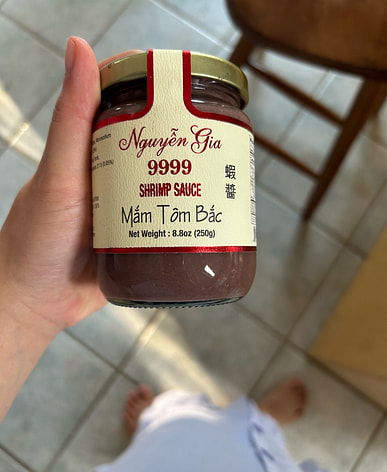 Nguyễn Gia
9999
SHRIMP SAUCE
蝦醬
Mắm Tôm Bắc
Net Weight : 8.8oz (250g)